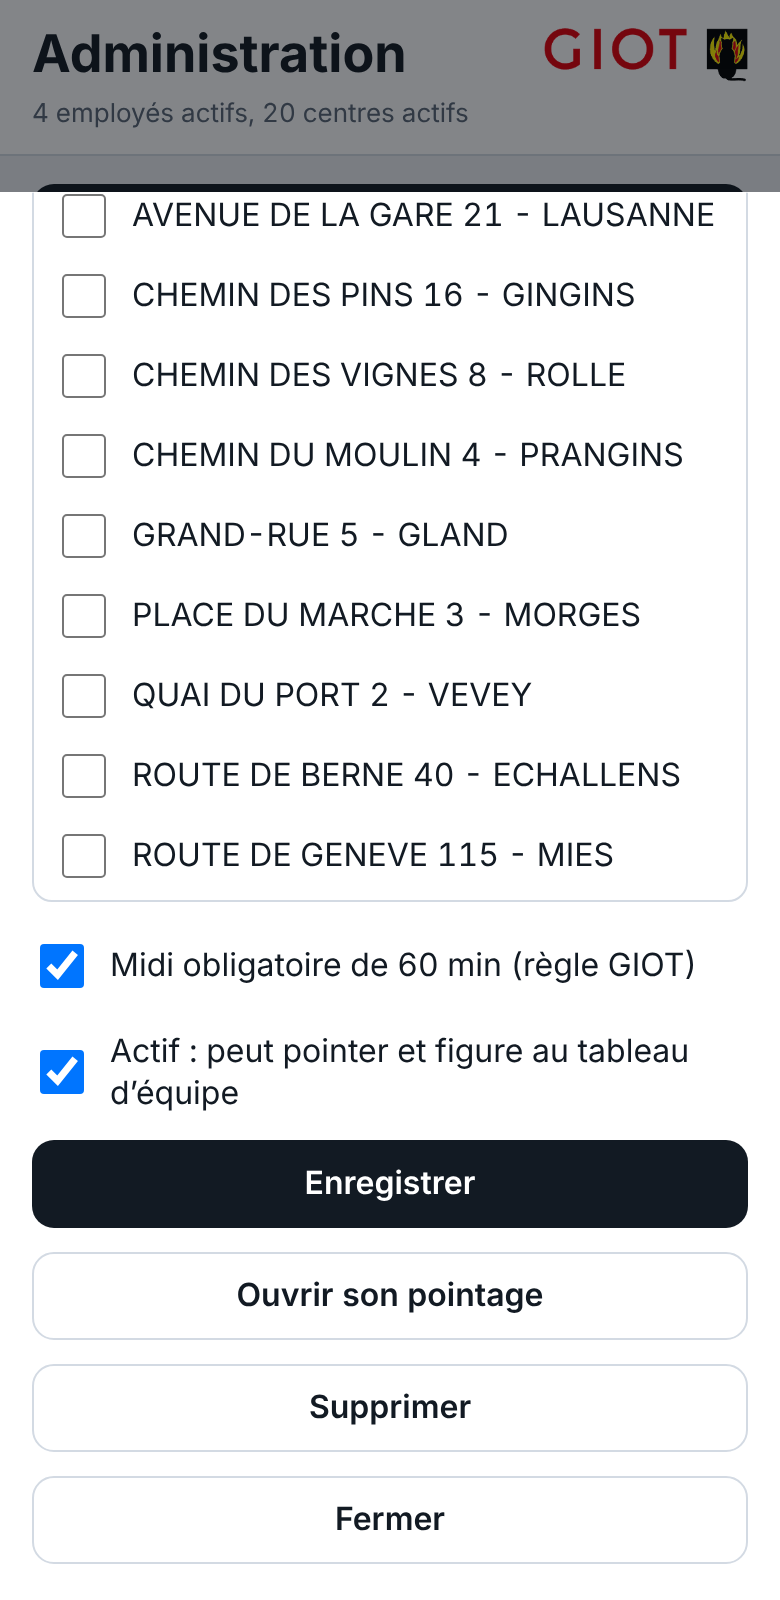 Administration
GIOT
4 employés actifs, 20 centres actifs
AVENUE DE LA GARE 21 - LAUSANNE
CHEMIN DES PINS 16 - GINGINS
CHEMIN DES VIGNES 8 - ROLLE
CHEMIN DU MOULIN 4 - PRANGINS
GRAND-RUE 5 - GLAND
PLACE DU MARCHE 3 - MORGES
QUAI DU PORT 2 - VEVEY
ROUTE DE BERNE 40 - ECHALLENS
ROUTE DE GENEVE 115 - MIES
Midi obligatoire de 60 min (règle GIOT)
Actif : peut pointer et figure au tableau
d’équipe
Enregistrer
Ouvrir son pointage
Supprimer
Fermer